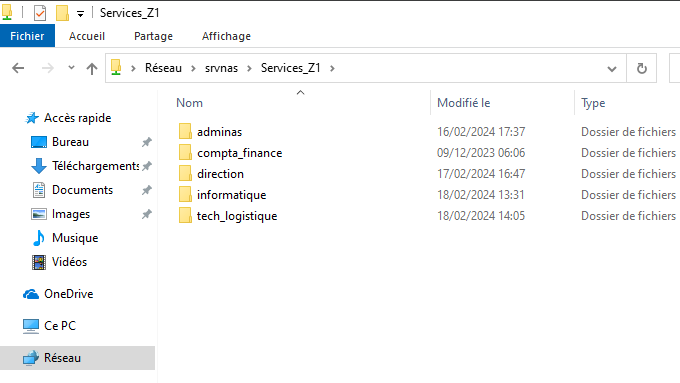 Services_Z1
Fichier Accueil Partage Affichage
Réseau srvnas Services_Z1
Nom Modifié le Type
Accès rapide
Bureau
Téléchargements
Documents
Images
Musique
Vidéos
OneDrive
Ce PC
Réseau
adminas 16/02/2024 17:37 Dossier de fichiers
compta_finance 09/12/2023 06:06 Dossier de fichiers
direction 17/02/2024 16:47 Dossier de fichiers
informatique 18/02/2024 13:31 Dossier de fichiers
tech_logistique 18/02/2024 14:05 Dossier de fichiers